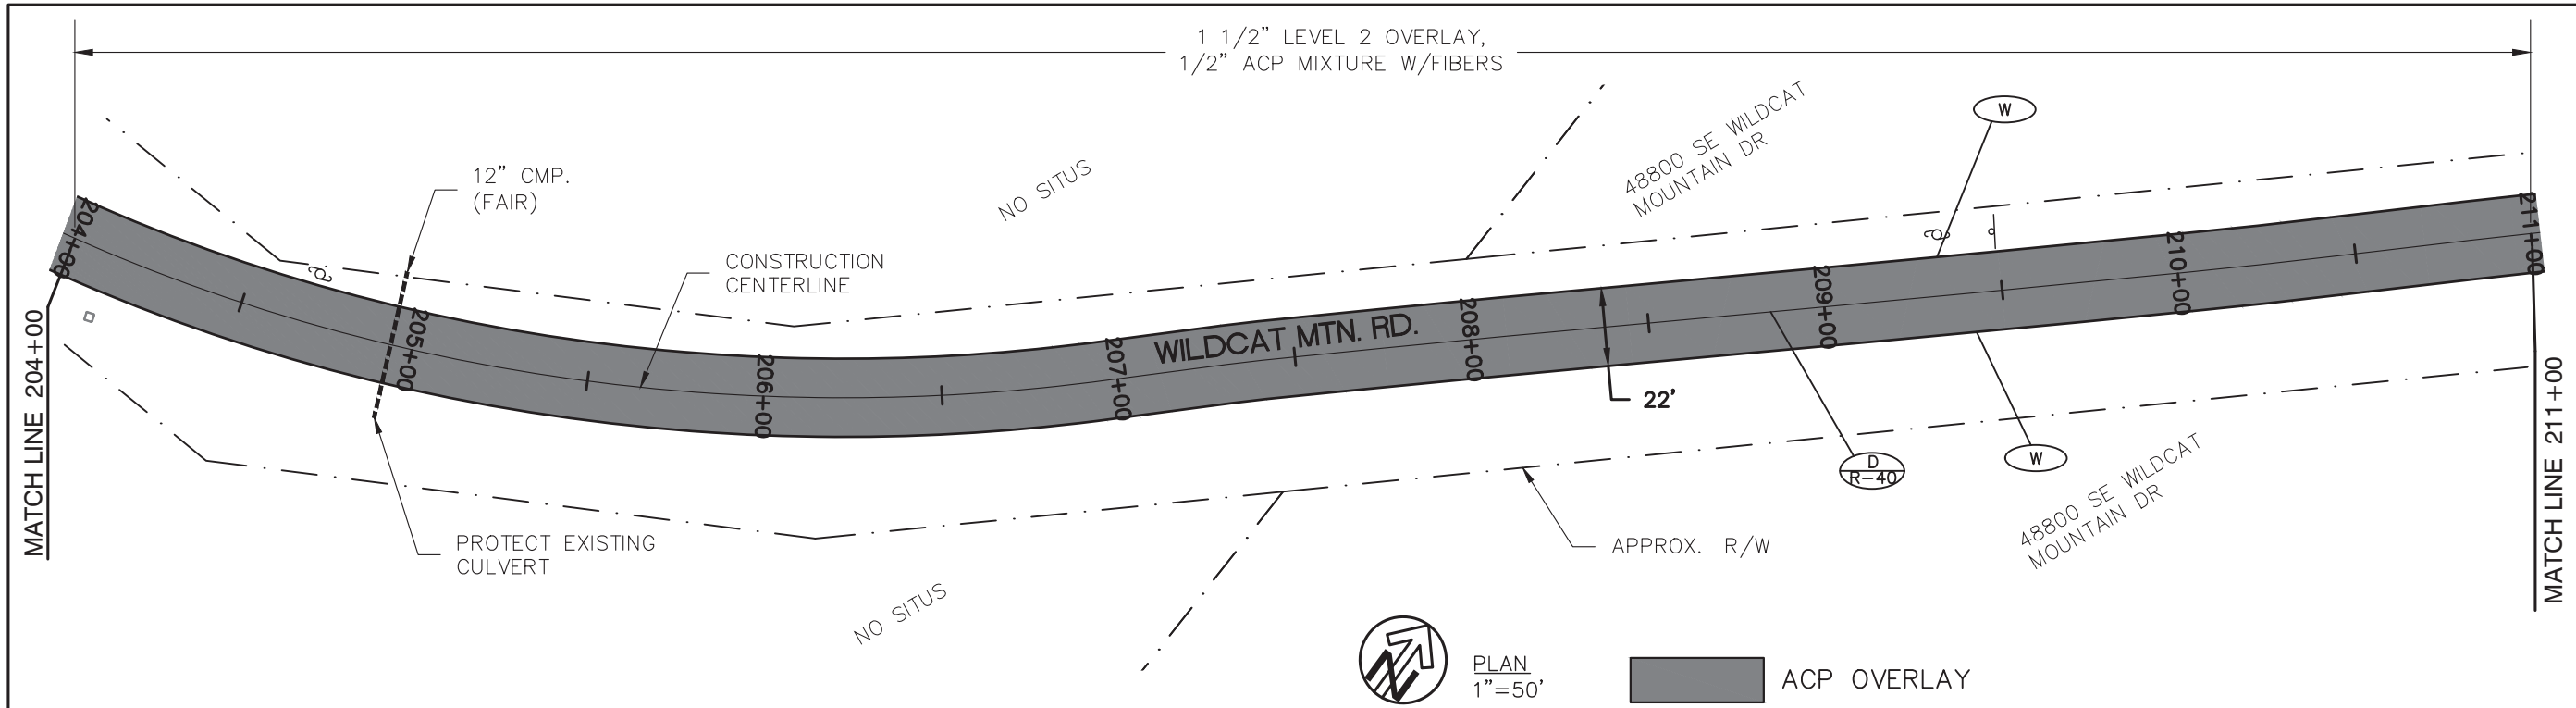 1 1/2” LEVEL 2 OVERLAY,
1/2” ACP MIXTURE W/FIBERS
W
48800 SE WILDCAT
MOUNTAIN DR
NO SITUS
12” CMP.
(FAIR)
CONSTRUCTION
CENTERLINE
204+00
205+00
206+00
207+00
WILDCAT MTN. RD.
208+00
209+00
210+00
211+00
22’
MATCH LINE 204+00
MATCH LINE 211+00
D
R-40
W
48800 SE WILDCAT
MOUNTAIN DR
PROTECT EXISTING
CULVERT
APPROX. R/W
NO SITUS
N
PLAN
1”=50’
ACP OVERLAY